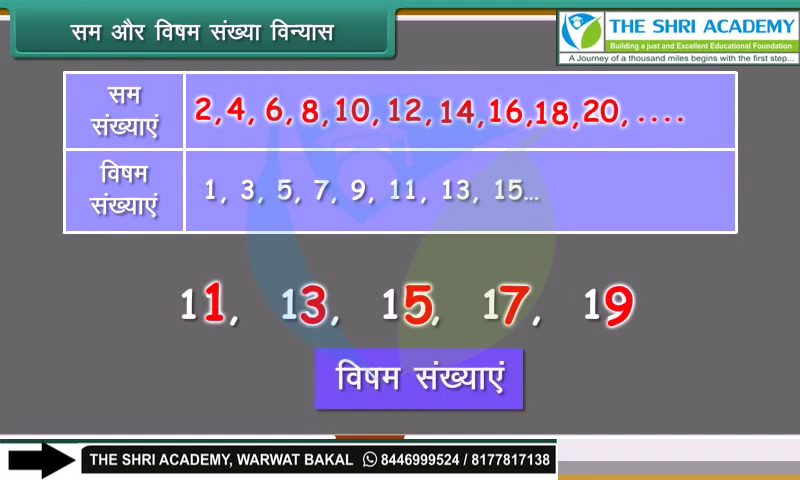 सम और विषम संख्या विन्यास
THE SHRI ACADEMY
Building a just and Excellent Educational Foundation
A Journey of a thousand miles begins with the first step...
सम
संख्याएं
2, 4, 6, 8, 10, 12, 14, 16, 18, 20, ....
विषम
संख्याएं
1, 3, 5, 7, 9, 11, 13, 15...
11, 13, 15, 17, 19
विषम संख्याएं
THE SHRI ACADEMY, WARWAT BAKAL 8446999524 / 8177817138